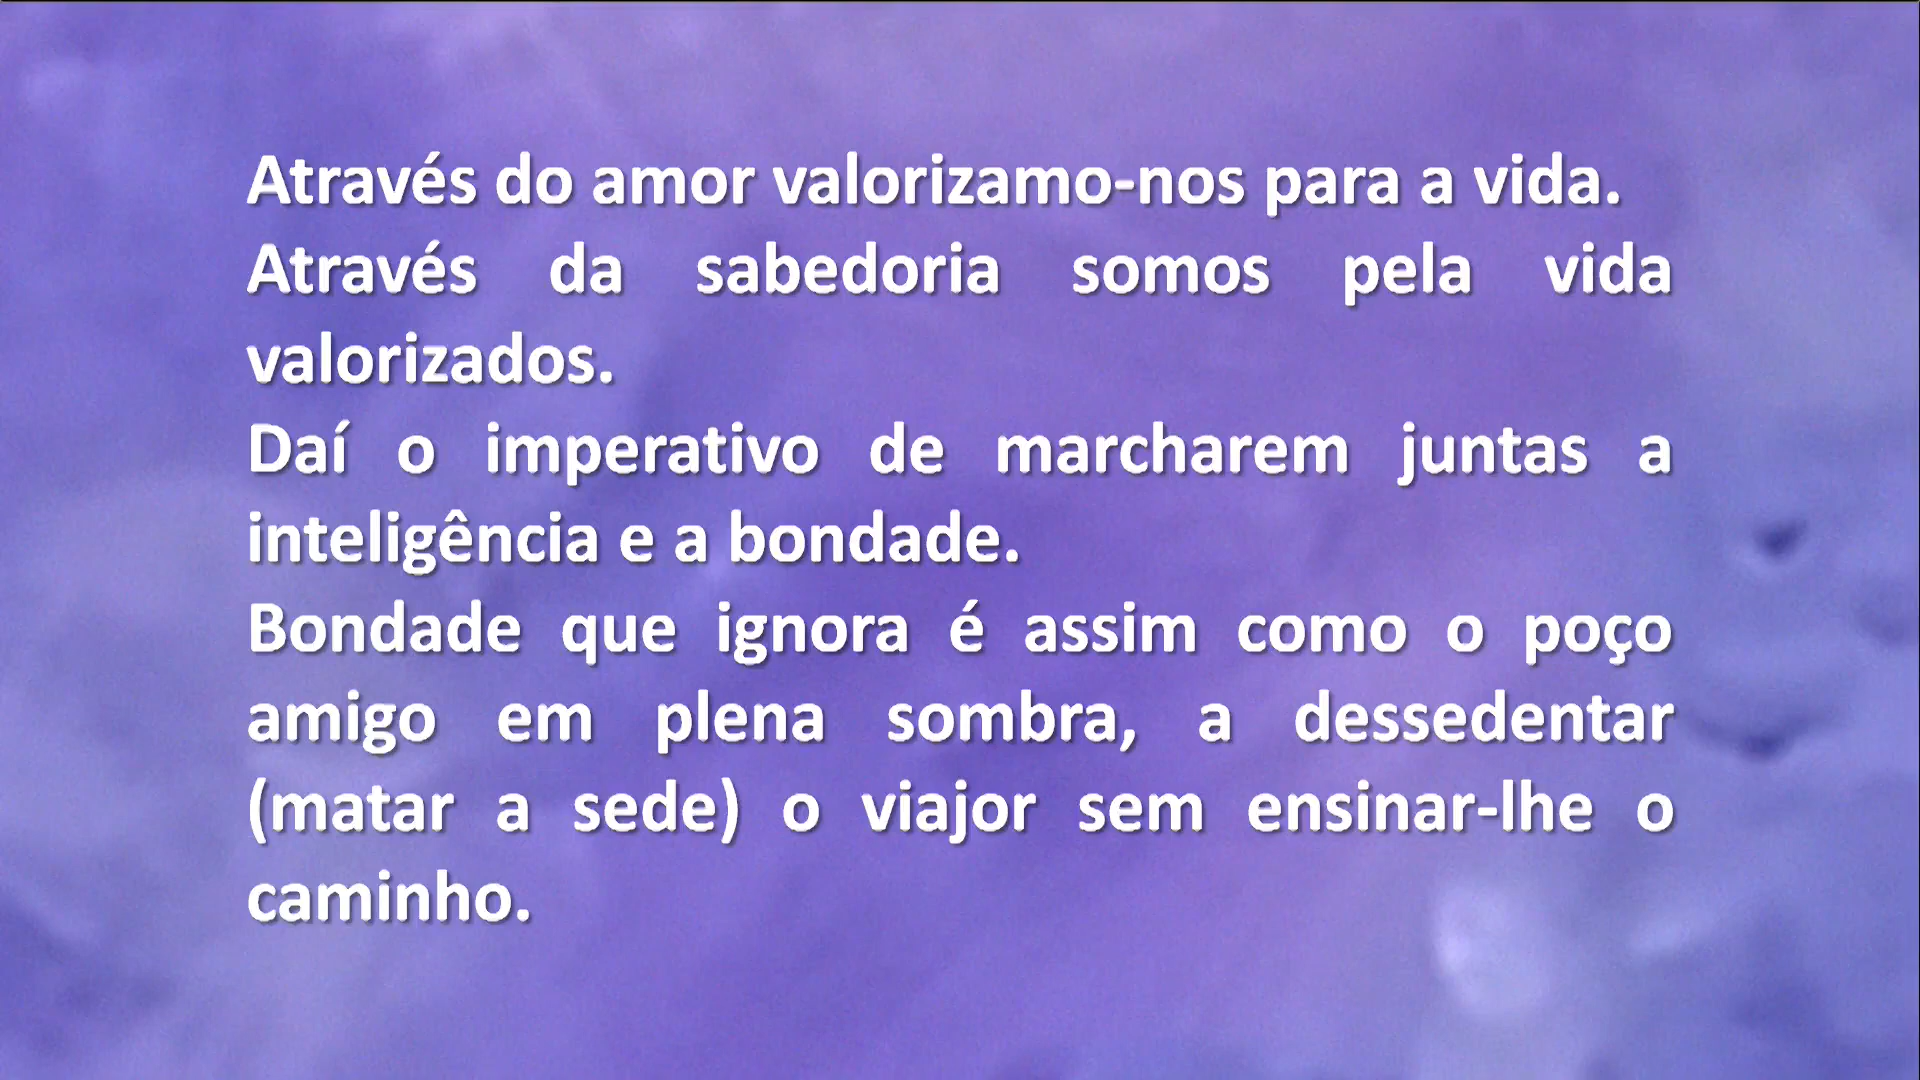 Através do amor valorizamo-nos para a vida.
Através da sabedoria somos pela vida
valorizados.
Daí o imperativo de marcharem juntas a
inteligência e a bondade.
Bondade que ignora é assim como o poço
amigo em plena sombra, a dessedentar
(matar a sede) o viajor sem ensinar-lhe o
caminho.